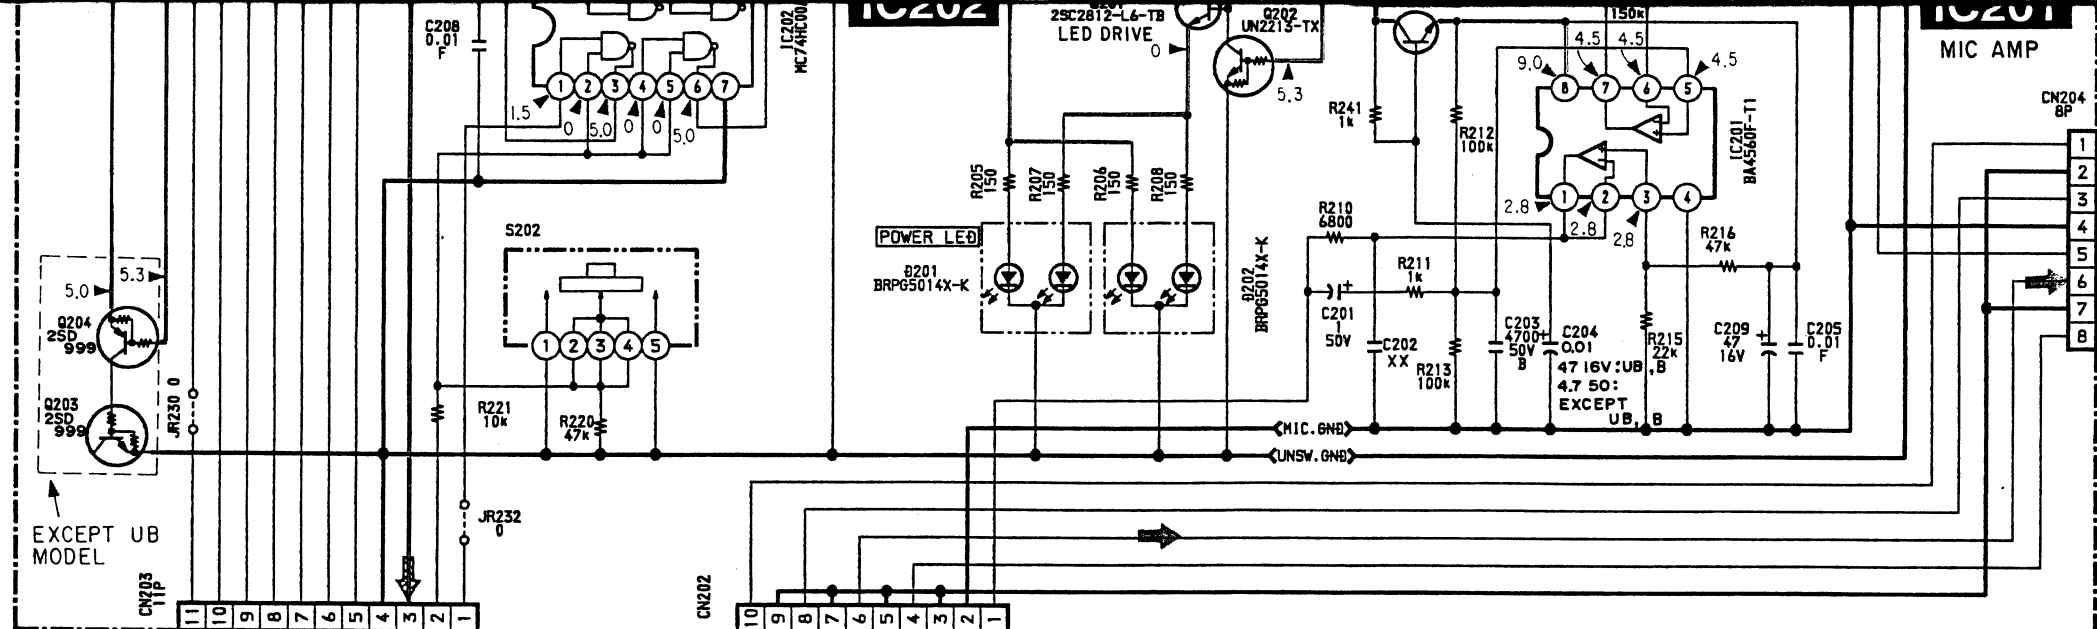 IC202
IC201
MIC AMP
C208
0.01
F
IC202
MC74HC00A
2SC2812-L6-TB
LED DRIVE
0
Q202
UN2213-TX
5.3
150k
4.5
4.5
9.0
4.5
8
7
6
5
R241
1k
R212
100k
IC201
BA4560F-T1
CN204
8P
1
2
3
4
5
6
7
8
1
2
3
4
5
6
7
1.5
0
5.0
0
0
5.0
1
2
3
4
2.8
2.8
2.8
R205
150
R207
150
R206
150
R208
150
R210
6800
R216
47k
S202
POWER LED
D201
BRPG5014X-K
D202
BRPG5014X-K
R211
1k
5.3
5.0
Q204
2SD
999
1
2
3
4
5
C201
1
50V
C202
XX
R213
100k
C203
4700
50V
B
C204
0.01
47 16V:UB,B
4.7 50:
EXCEPT
UB, B
R215
22k
C209
47
16V
C205
0.01
F
Q203
2SD
999
JR230 0
R221
10k
R220
47k
MIC.GND
UNSW.GND
JR232
0
EXCEPT UB
MODEL
CN203
11P
11
10
9
8
7
6
5
4
3
2
1
CN202
10
9
8
7
6
5
4
3
2
1